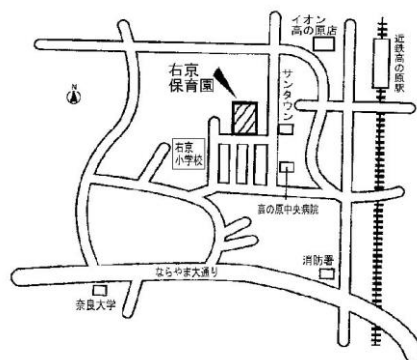 イオン
高の原店
近鉄高の原駅
右京
保育園
サンタウン
N
右京
小学校
高の原中央病院
ならやま大通り
消防署
奈良大学